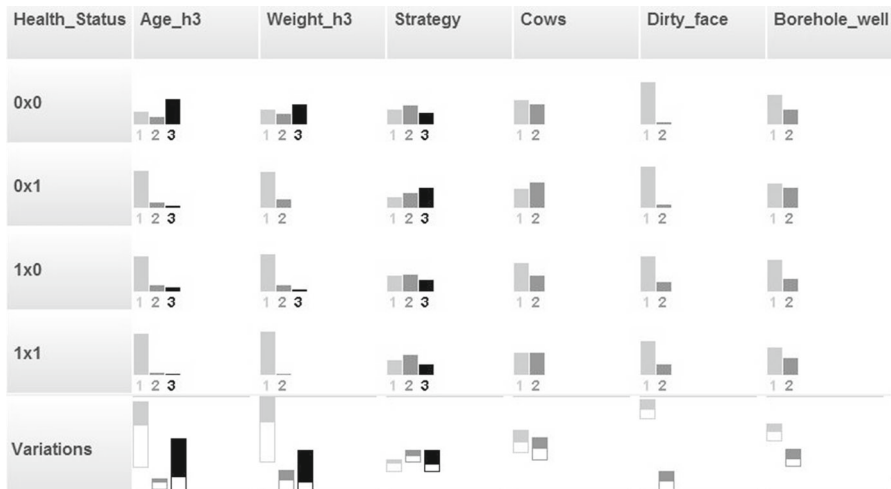 Health_Status Age_h3 Weight_h3 Strategy Cows Dirty_face Borehole_well
0x0
1 2 3 1 2 3 1 2 3 1 2 1 2 1 2
0x1
1 2 3 1 2 1 2 3 1 2 1 2 1 2
1x0
1 2 3 1 2 3 1 2 3 1 2 1 2 1 2
1x1
1 2 3 1 2 1 2 3 1 2 1 2 1 2
Variations